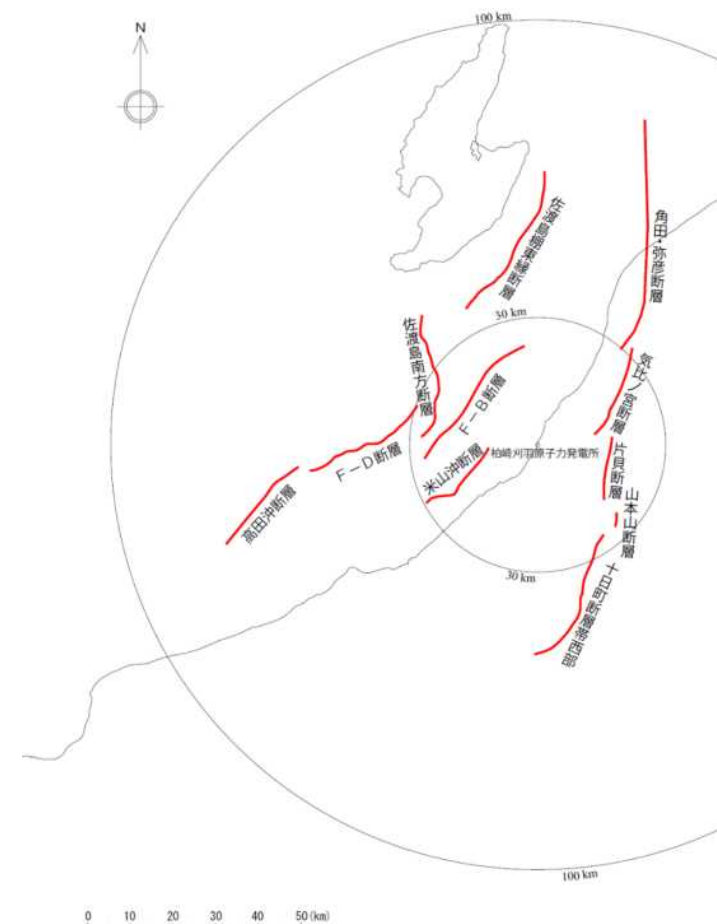 100 km
N
佐渡島棚東縁断層
角田・弥彦断層
30 km
佐渡島南方断層
気比ノ宮断層
F－B断層
F－D断層
柏崎刈羽原子力発電所
片貝断層
米山沖断層
高田沖断層
山本山断層
30 km
十日町断層帯西部
100 km
0 10 20 30 40 50(km)